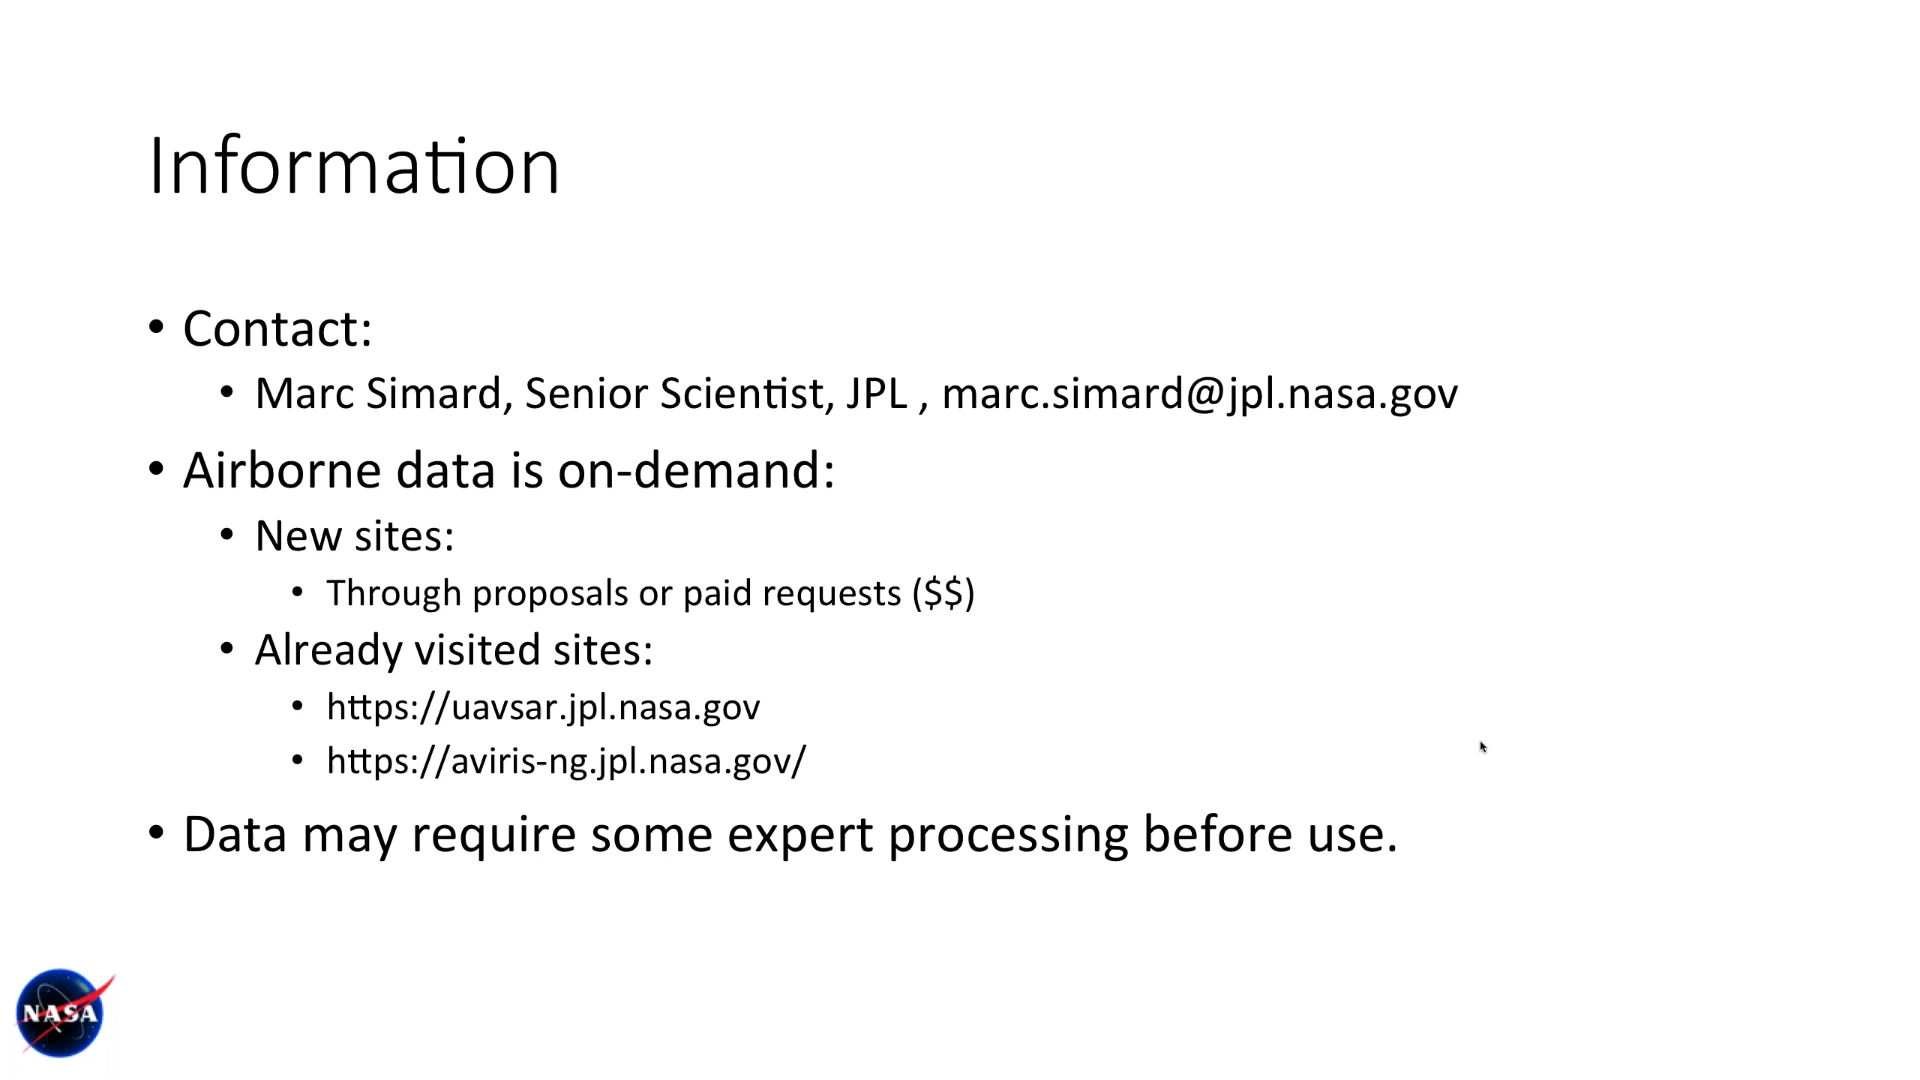 Information
• Contact:
• Marc Simard, Senior Scientist, JPL , marc.simard@jpl.nasa.gov
• Airborne data is on-demand:
• New sites:
• Through proposals or paid requests ($$)
• Already visited sites:
• https://uavsar.jpl.nasa.gov
• https://aviris-ng.jpl.nasa.gov/
• Data may require some expert processing before use.
NASA